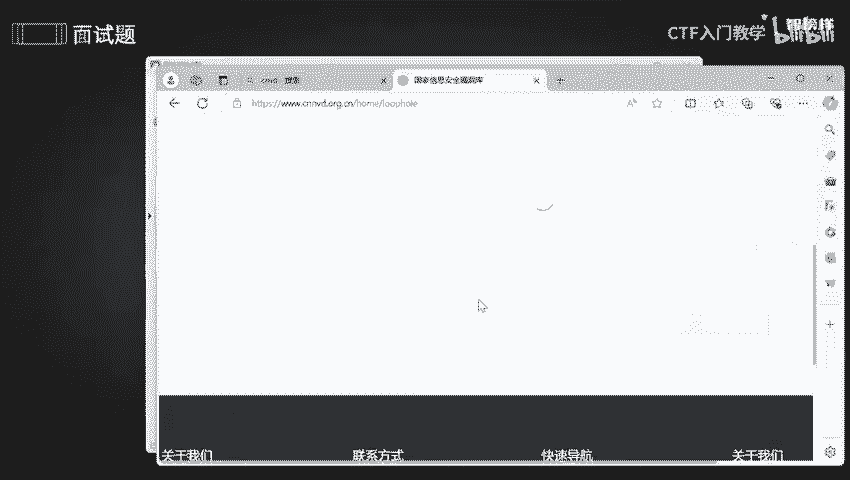 面试题
CTF入门教学
bilibili
搜索
国家信息安全漏洞库
https://www.cnnvd.org.cn/home/loophole
关于我们
联系方式
快速导航
关于我们